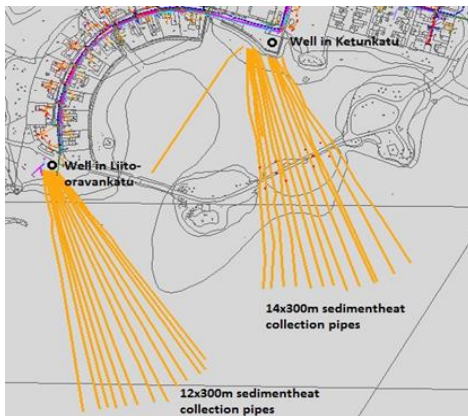 Well in Ketunkatu
Well in Liito-
oravankatu
14x300m sedimentheat
collection pipes
12x300m sedimentheat
collection pipes